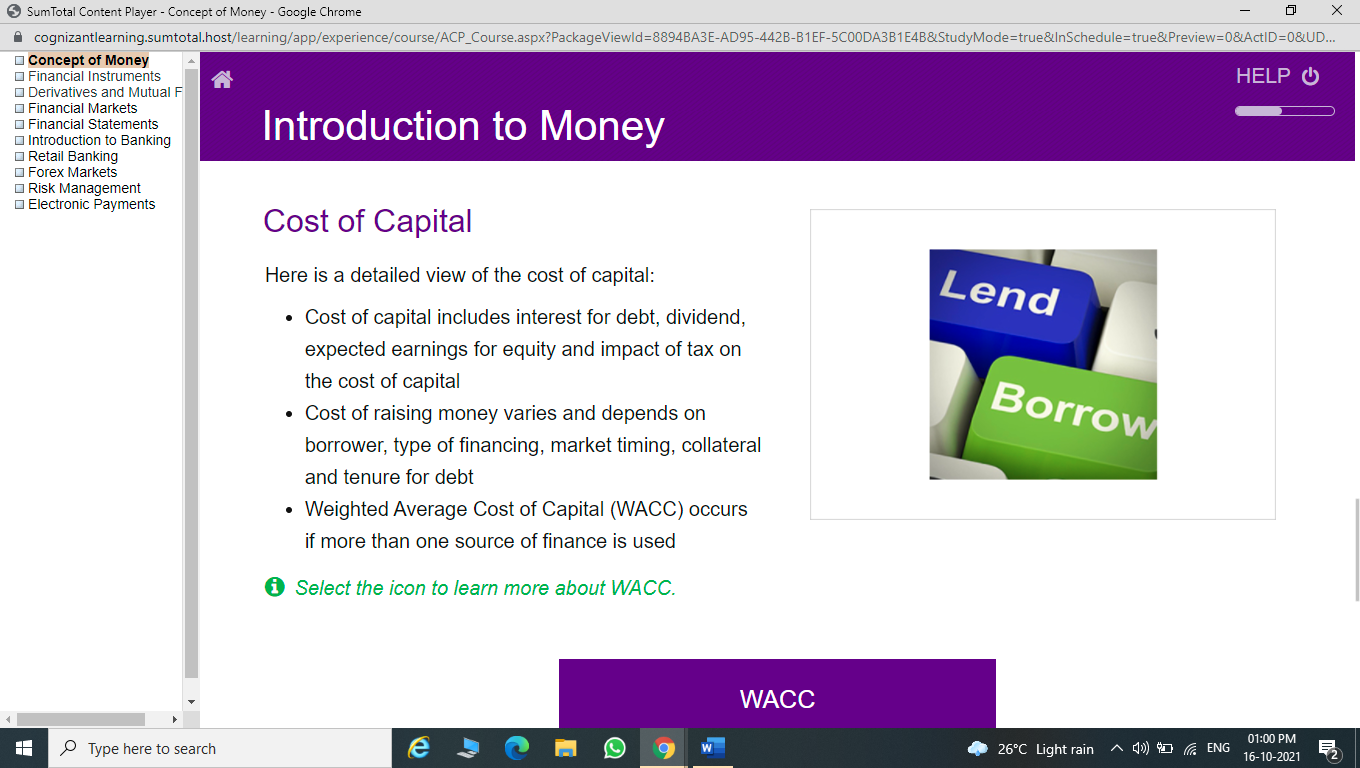 SumTotal Content Player - Concept of Money - Google Chrome
cognizantlearning.sumtotal.host/learning/app/experience/course/ACP_Course.aspx?PackageViewId=8894BA3E-AD95-442B-B1EF-5C00DA3B1E4B&StudyMode=true&InSchedule=true&Preview=0&ActID=0&UD...
Concept of Money
Financial Instruments
Derivatives and Mutual F
Financial Markets
Financial Statements
Introduction to Banking
Retail Banking
Forex Markets
Risk Management
Electronic Payments
HELP
Introduction to Money
Cost of Capital
Here is a detailed view of the cost of capital:
• Cost of capital includes interest for debt, dividend,
expected earnings for equity and impact of tax on
the cost of capital
• Cost of raising money varies and depends on
borrower, type of financing, market timing, collateral
and tenure for debt
• Weighted Average Cost of Capital (WACC) occurs
if more than one source of finance is used
Select the icon to learn more about WACC.
Lend
Borrow
WACC
Type here to search
26°C Light rain
ENG
01:00 PM
16-10-2021
2